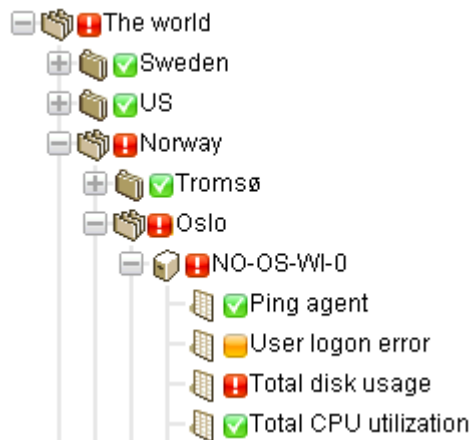 The world
Sweden
US
Norway
Tromsø
Oslo
NO-OS-WI-0
Ping agent
User logon error
Total disk usage
Total CPU utilization